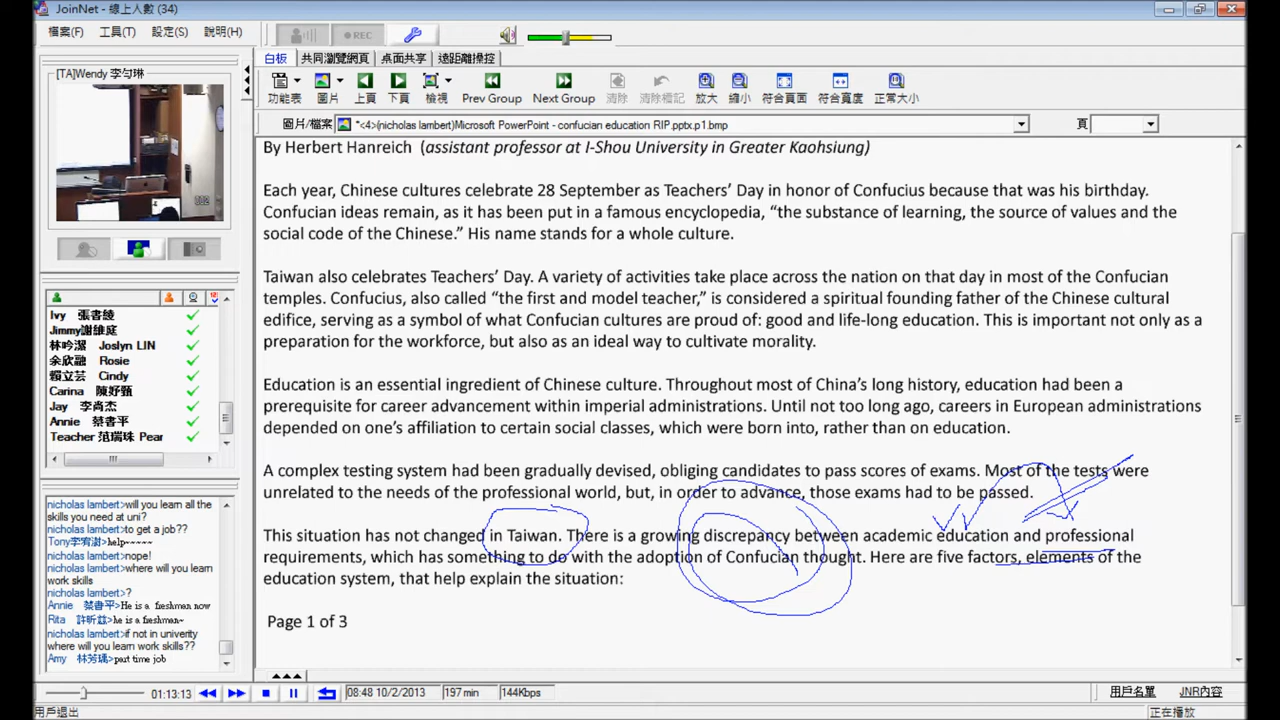 JoinNet - 線上人數 (34)
檔案(F) 工具(T) 設定(S) 說明(H)
REC
[TA]Wendy 李勻琳
白板 共同瀏覽網頁 桌面共享 遠距離操控
功能表 圖片 上頁 下頁 檢視 Prev Group Next Group 清除 清除標記 放大 縮小 符合頁面 符合寬度 正常大小
圖片/檔案 *<4>(nicholas lambert)Microsoft PowerPoint - confucian education RIP.pptx.p1.bmp 頁
By Herbert Hanreich (assistant professor at I-Shou University in Greater Kaohsiung)
Each year, Chinese cultures celebrate 28 September as Teachers’ Day in honor of Confucius because that was his birthday.
Confucian ideas remain, as it has been put in a famous encyclopedia, “the substance of learning, the source of values and the
social code of the Chinese.” His name stands for a whole culture.
Taiwan also celebrates Teachers’ Day. A variety of activities take place across the nation on that day in most of the Confucian
temples. Confucius, also called “the first and model teacher,” is considered a spiritual founding father of the Chinese cultural
edifice, serving as a symbol of what Confucian cultures are proud of: good and life-long education. This is important not only as a
preparation for the workforce, but also as an ideal way to cultivate morality.
Education is an essential ingredient of Chinese culture. Throughout most of China’s long history, education had been a
prerequisite for career advancement within imperial administrations. Until not too long ago, careers in European administrations
depended on one’s affiliation to certain social classes, which were born into, rather than on education.
A complex testing system had been gradually devised, obliging candidates to pass scores of exams. Most of the tests were
unrelated to the needs of the professional world, but, in order to advance, those exams had to be passed.
This situation has not changed in Taiwan. There is a growing discrepancy between academic education and professional
requirements, which has something to do with the adoption of Confucian thought. Here are five factors, elements of the
education system, that help explain the situation:
Page 1 of 3
Ivy 張書綾
Jimmy謝雒庭
林吟潔 Joslyn LIN
余欣融 Rosie
賴立芸 Cindy
Carina 陳妤甄
Jay 李尚杰
Annie 蔡書平
Teacher 范瑞珠 Pear
nicholas lambert>will you learn all the
skills you need at uni?
nicholas lambert>to get a job??
Tony李宥澍>help~~~~~
nicholas lambert>nope!
nicholas lambert>where will you
learn work skills
nicholas lambert>?
Annie 蔡書平>He is a freshman now
Rita 許昕茲>he is a freshman~
nicholas lambert>if not in univerity
where will you learn work skills??
Amy 林芳瑀>part time job
01:13:13 08:48 10/2/2013 197 min 144Kbps 用戶名單 JNR內容
用戶退出 正在播放